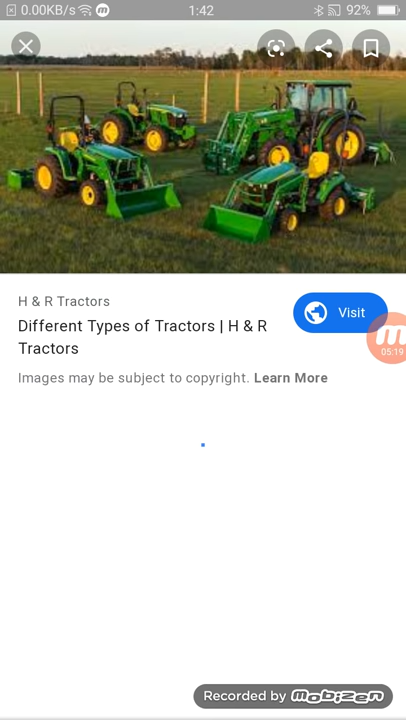 0.00KB/s 1:42 92%
H & R Tractors
Different Types of Tractors | H & R
Tractors
Visit
05:19
Images may be subject to copyright. Learn More
Recorded by mobizen